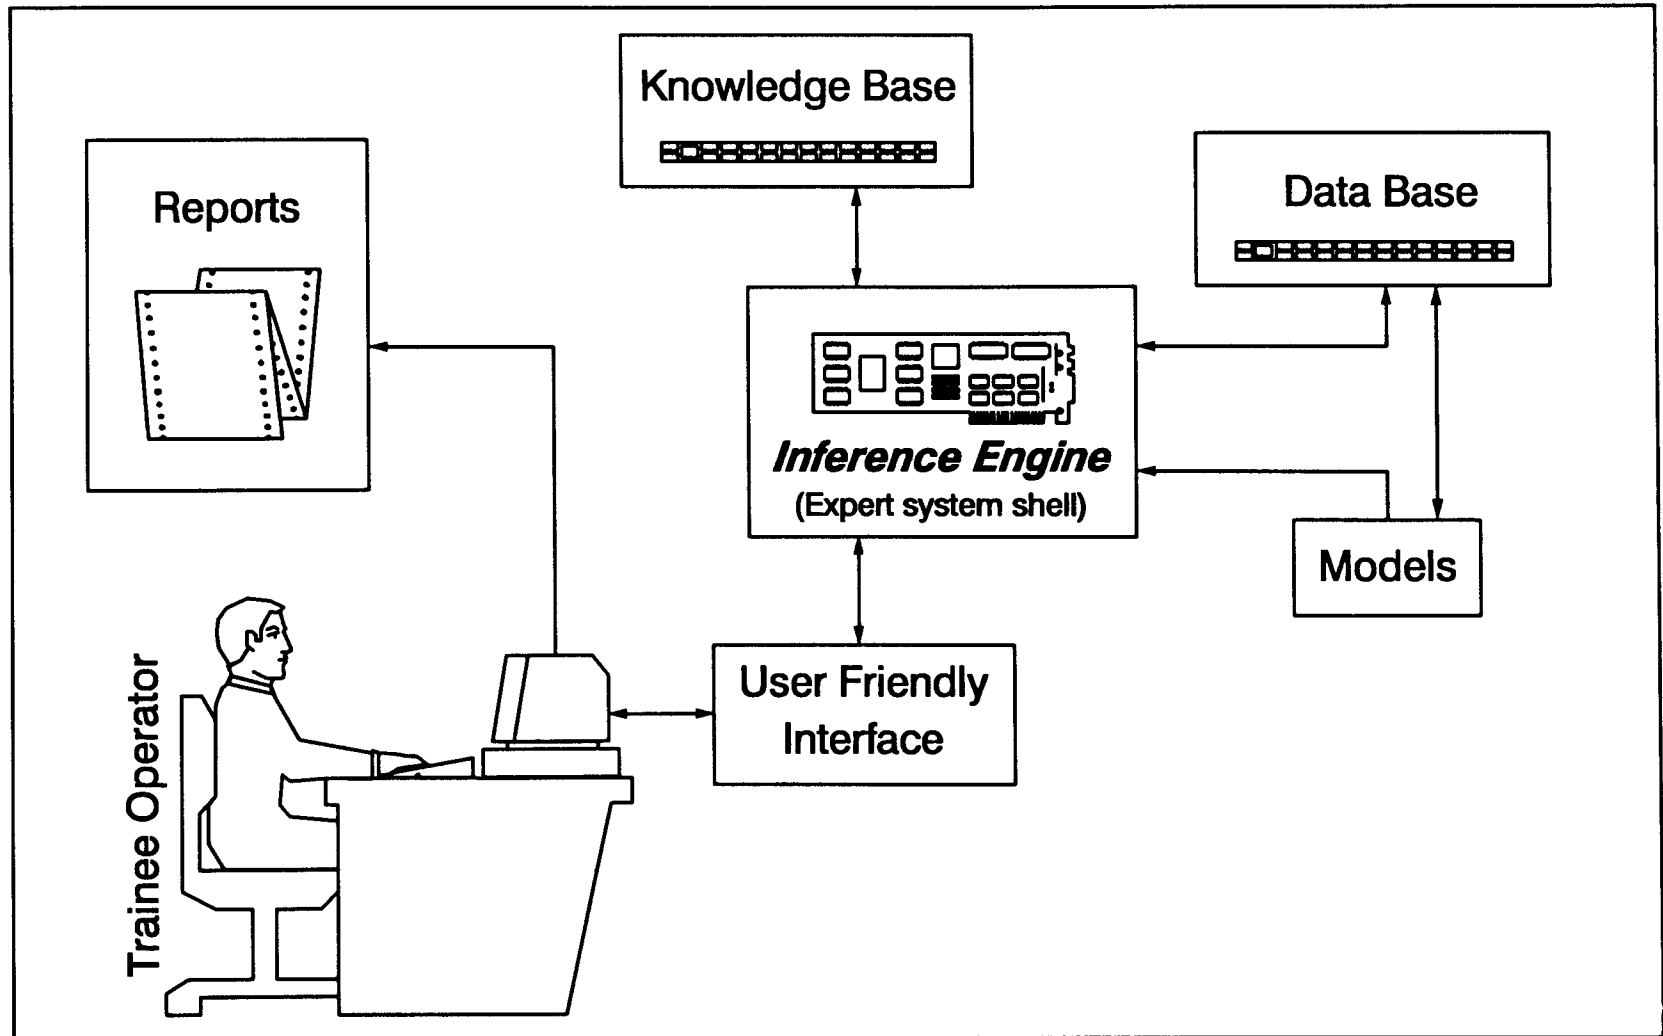 Knowledge Base
Data Base
Reports
Inference Engine
(Expert system shell)
Models
User Friendly
Interface
Trainee Operator